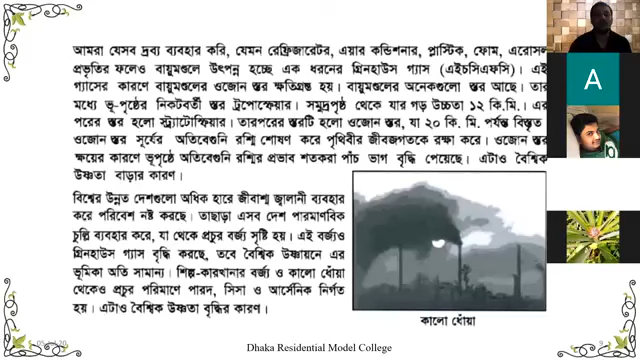 আমরা যেসব দ্রব্য ব্যবহার করি, যেমন রেফ্রিজারেটর, এয়ার কন্ডিশনার, প্লাস্টিক, ফোম, এরোসল
প্রভৃতির ফলেও বায়ুমণ্ডলে উৎপন্ন হচ্ছে এক ধরনের গ্রিনহাউস গ্যাস (এইচসিএফসি)। এই
গ্যাসের কারণে বায়ুমণ্ডলের ওজোন স্তর ক্ষতিগ্রস্ত হয়। বায়ুমণ্ডলের অনেকগুলো স্তর আছে। তার
মধ্যে ভূ-পৃষ্ঠের নিকটবর্তী স্তর ট্রপোস্ফেয়ার। সমুদ্রপৃষ্ঠ থেকে যার গড় উচ্চতা ১২ কি.মি.। এর
পরের স্তর হলো স্ট্র্যাটোস্ফিয়ার। তারপরের স্তরটি হলো ওজোন স্তর, যা ২০ কি. মি. পর্যন্ত বিস্তৃত।
ওজোন স্তর সূর্যের অতিবেগুনি রশ্মি শোষণ করে পৃথিবীর জীবজগতকে রক্ষা করে। ওজোন স্তর
ক্ষয়ের কারণে ভূপৃষ্ঠে অতিবেগুনি রশ্মির প্রভাব শতকরা পাঁচ ভাগ বৃদ্ধি পেয়েছে। এটাও বৈশ্বিক
উষ্ণতা বাড়ার কারণ।
বিশ্বের উন্নত দেশগুলো অধিক হারে জীবাশ্ম জ্বালানী ব্যবহার
করে পরিবেশ নষ্ট করছে। তাছাড়া এসব দেশ পারমাণবিক
চুল্লি ব্যবহার করে, যা থেকে প্রচুর বর্জ্য সৃষ্টি হয়। এই বর্জ্যও
গ্রিনহাউস গ্যাস বৃদ্ধি করছে, তবে বৈশ্বিক উষ্ণায়নে এর
ভূমিকা অতি সামান্য। শিল্প-কারখানার বর্জ্য ও কালো ধোঁয়া
থেকেও প্রচুর পরিমাণে পারদ, সিসা ও আর্সেনিক নির্গত
হয়। এটাও বৈশ্বিক উষ্ণতা বৃদ্ধির কারণ।
কালো ধোঁয়া
Dhaka Residential Model College
9
A